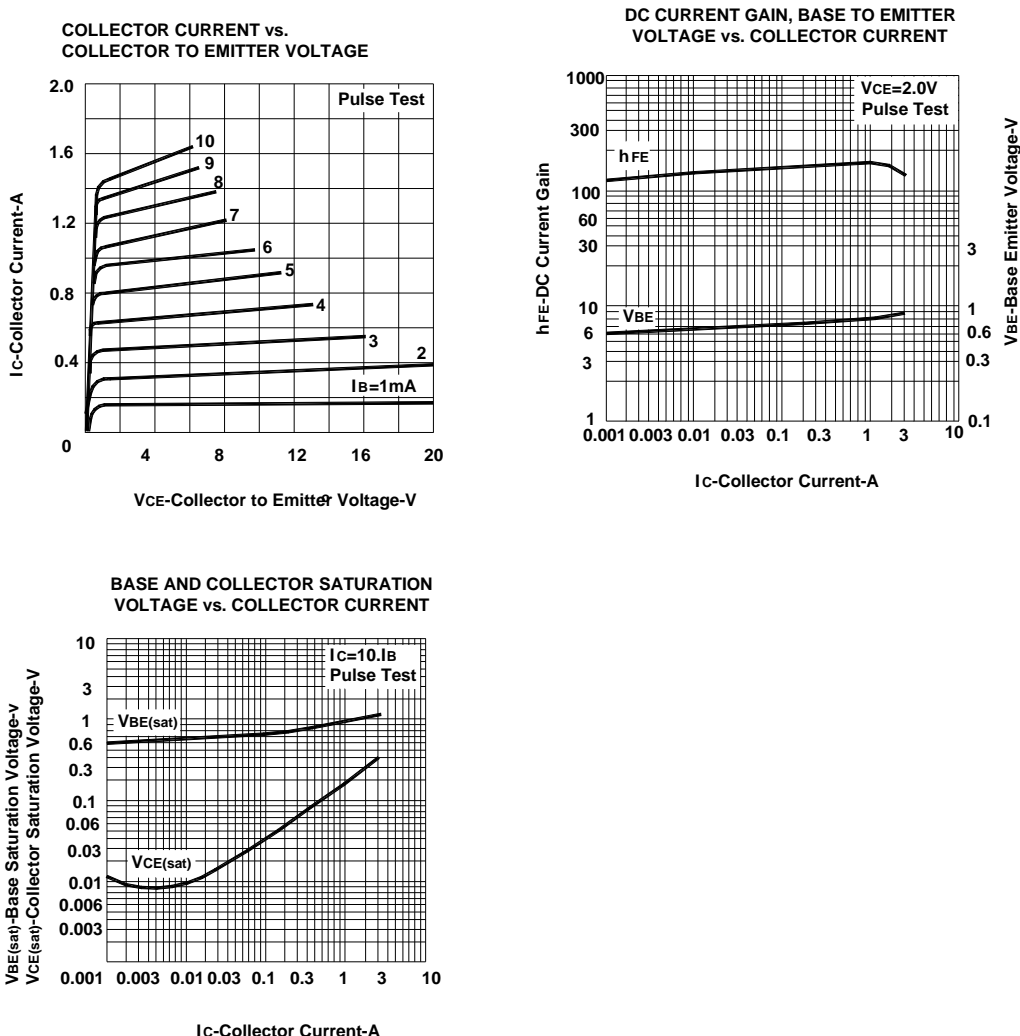 COLLECTOR CURRENT vs.
COLLECTOR TO EMITTER VOLTAGE
2.0
1.6
1.2
0.8
0.4
0
Pulse Test
10
9
8
7
6
5
4
3
2
IB=1mA
4
8
12
16
20
IC-Collector Current-A
VCE-Collector to Emitter Voltage-V
DC CURRENT GAIN, BASE TO EMITTER
VOLTAGE vs. COLLECTOR CURRENT
1000
300
100
60
30
10
6
3
1
VCE=2.0V
Pulse Test
hFE
VBE
3
1
0.6
0.3
0.1
0.001 0.003 0.01 0.03 0.1 0.3 1 3 10
hFE-DC Current Gain
VBE-Base Emitter Voltage-V
IC-Collector Current-A
BASE AND COLLECTOR SATURATION
VOLTAGE vs. COLLECTOR CURRENT
10
3
1
0.6
0.3
0.1
0.06
0.03
0.01
0.006
0.003
IC=10.IB
Pulse Test
VBE(sat)
VCE(sat)
0.001 0.003 0.01 0.03 0.1 0.3 1 3 10
VBE(sat)-Base Saturation Voltage-v
VCE(sat)-Collector Saturation Voltage-V
IC-Collector Current-A